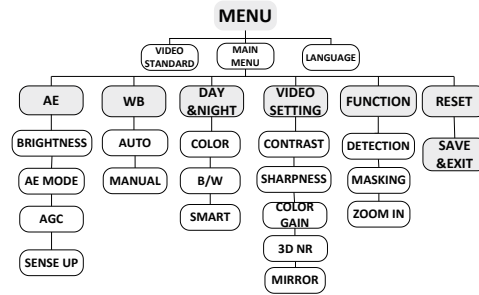 MENU
VIDEO
STANDARD
MAIN
MENU
LANGUAGE
AE
WB
DAY
&NIGHT
VIDEO
SETTING
FUNCTION
RESET
BRIGHTNESS
AUTO
COLOR
CONTRAST
DETECTION
SAVE
&EXIT
AE MODE
MANUAL
B/W
SHARPNESS
MASKING
AGC
SMART
COLOR
GAIN
ZOOM IN
SENSE UP
3D NR
MIRROR